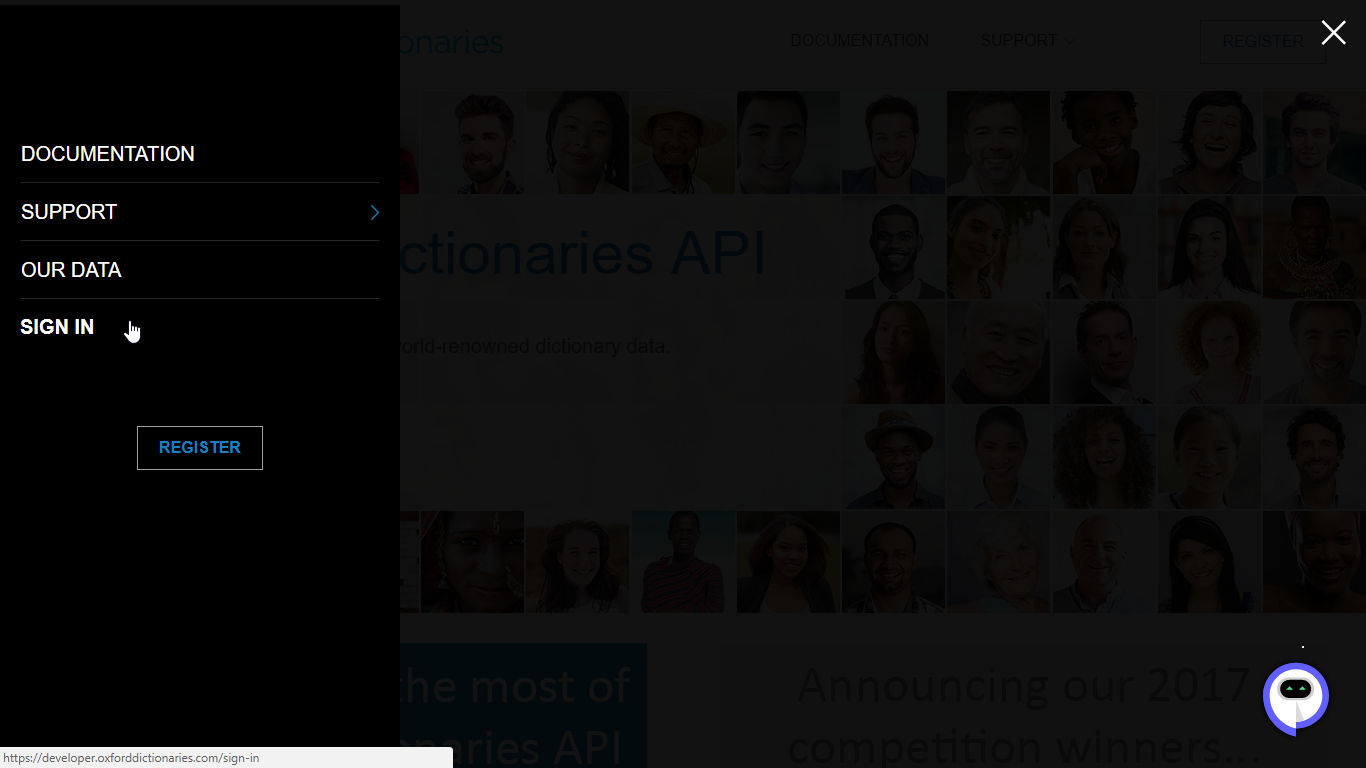 DOCUMENTATION
SUPPORT
OUR DATA
SIGN IN
REGISTER
https://developer.oxforddictionaries.com/sign-in
onaries
DOCUMENTATION
SUPPORT
REGISTER
ctionaries API
world-renowned dictionary data.
the most of
onaries API
Announcing our 2017
competition winners...